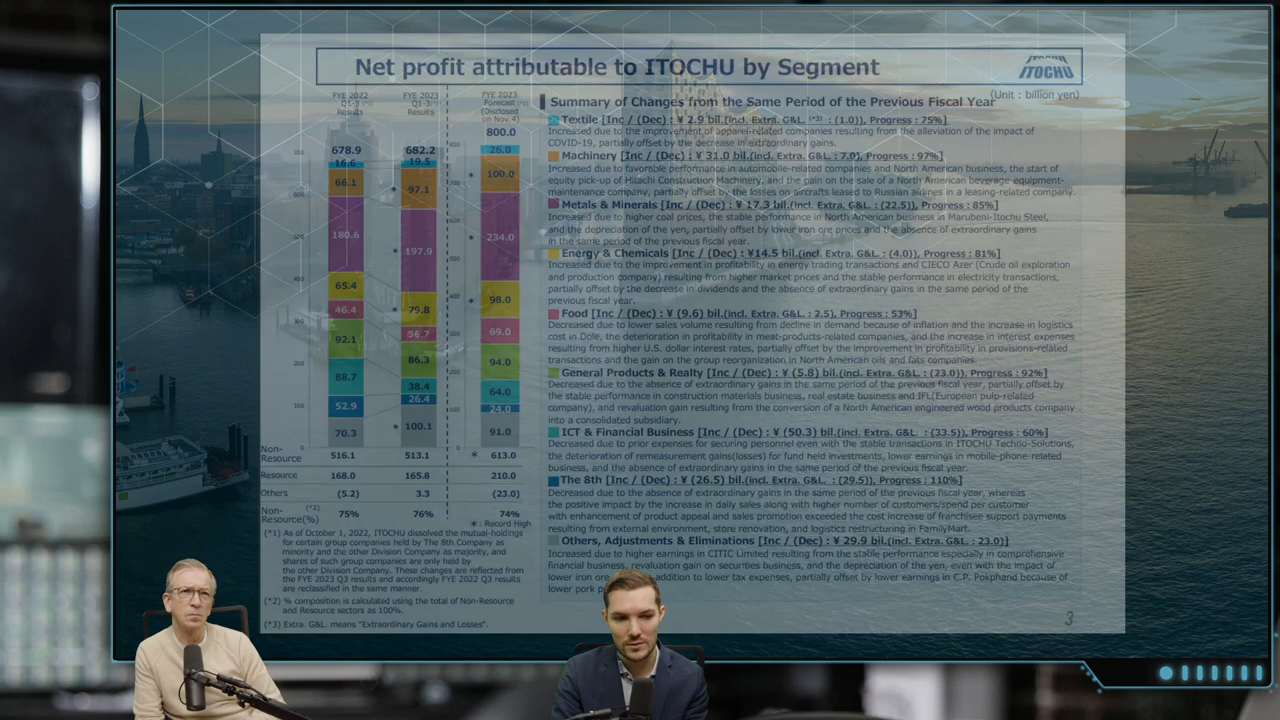 Net profit attributable to ITOCHU by Segment
ITOCHU
(Unit : billion yen)
FYE 2022
Q1-3 (*1)
Results
FYE 2023
Q1-3(*1)
Results
FYE 2023
Forecast (*1)
(Disclosed
on Nov. 4)
800.0
678.9
682.2
16.6
19.5
26.0
66.1
97.1
100.0
180.6
197.9
234.0
65.4
79.8
98.0
46.4
36.7
69.0
92.1
86.3
94.0
88.7
38.4
64.0
52.9
26.4
24.0
70.3
100.1
91.0
Non-
Resource
516.1
513.1
* 613.0
Resource
168.0
165.8
210.0
Others
(5.2)
3.3
(23.0)
(*2)
Non-
Resource(%)
75%
76%
74%
*: Record High
(*1) As of October 1, 2022, ITOCHU dissolved the mutual-holdings
for certain group companies held by The 8th Company as
minority and the other Division Company as majority, and
shares of such group companies are only held by
the other Division Company. These changes are reflected from
the FYE 2023 Q3 results and accordingly FYE 2022 Q3 results
are reclassified in the same manner.
(*2) % composition is calculated using the total of Non-Resource
and Resource sectors as 100%.
(*3) Extra. G&L. means "Extraordinary Gains and Losses".
Summary of Changes from the Same Period of the Previous Fiscal Year
Textile [Inc / (Dec) : ¥ 2.9 bil.(incl. Extra. G&L. (*3) : (1.0)), Progress : 75%]
Increased due to the improvement of apparel-related companies resulting from the alleviation of the impact of
COVID-19, partially offset by the decrease in extraordinary gains.
Machinery [Inc / (Dec) : ¥ 31.0 bil.(incl. Extra. G&L. : 7.0), Progress : 97%]
Increased due to favorable performance in automobile-related companies and North American business, the start of
equity pick-up of Hitachi Construction Machinery, and the gain on the sale of a North American beverage equipment-
maintenance company, partially offset by the losses on aircrafts leased to Russian airlines in a leasing-related company.
Metals & Minerals [Inc / (Dec) : ¥ 17.3 bil.(incl. Extra. G&L. : (22.5)), Progress : 85%]
Increased due to higher coal prices, the stable performance in North American business in Marubeni-Itochu Steel,
and the depreciation of the yen, partially offset by lower iron ore prices and the absence of extraordinary gains
in the same period of the previous fiscal year.
Energy & Chemicals [Inc / (Dec) : ¥14.5 bil.(incl. Extra. G&L. : (4.0)), Progress : 81%]
Increased due to the improvement in profitability in energy trading transactions and CIECO Azer (Crude oil exploration
and production company) resulting from higher market prices and the stable performance in electricity transactions,
partially offset by the decrease in dividends and the absence of extraordinary gains in the same period of the
previous fiscal year.
Food [Inc / (Dec) : ¥ (9.6) bil.(incl. Extra. G&L. : 2.5), Progress : 53%]
Decreased due to lower sales volume resulting from decline in demand because of inflation and the increase in logistics
cost in Dole, the deterioration in profitability in meat-products-related companies, and the increase in interest expenses
resulting from higher U.S. dollar interest rates, partially offset by the improvement in profitability in provisions-related
transactions and the gain on the group reorganization in North American oils and fats companies.
General Products & Realty [Inc / (Dec) : ¥ (5.8) bil.(incl. Extra. G&L. : (23.0)), Progress : 92%]
Decreased due to the absence of extraordinary gains in the same period of the previous fiscal year, partially offset by
the stable performance in construction materials business, real estate business and IFL(European pulp-related
company), and revaluation gain resulting from the conversion of a North American engineered wood products company
into a consolidated subsidiary.
ICT & Financial Business [Inc / (Dec) : ¥ (50.3) bil.(incl. Extra. G&L. : (33.5)), Progress : 60%]
Decreased due to prior expenses for securing personnel even with the stable transactions in ITOCHU Techno-Solutions,
the deterioration of remeasurement gains(losses) for fund held investments, lower earnings in mobile-phone-related
business, and the absence of extraordinary gains in the same period of the previous fiscal year.
The 8th [Inc / (Dec) : ¥ (26.5) bil.(incl. Extra. G&L. : (29.5)), Progress : 110%]
Decreased due to the absence of extraordinary gains in the same period of the previous fiscal year, whereas
the positive impact by the increase in daily sales along with higher number of customers/spend per customer
with enhancement of product appeal and sales promotion exceeded the cost increase of franchisee support payments
resulting from external environment, store renovation, and logistics restructuring in FamilyMart.
Others, Adjustments & Eliminations [Inc / (Dec) : ¥ 29.9 bil.(incl. Extra. G&L. : 23.0)]
Increased due to higher earnings in CITIC Limited resulting from the stable performance especially in comprehensive
financial business, revaluation gain on securities business, and the depreciation of the yen, even with the impact of
lower iron ore addition to lower tax expenses, partially offset by lower earnings in C.P. Pokphand because of
lower pork
3